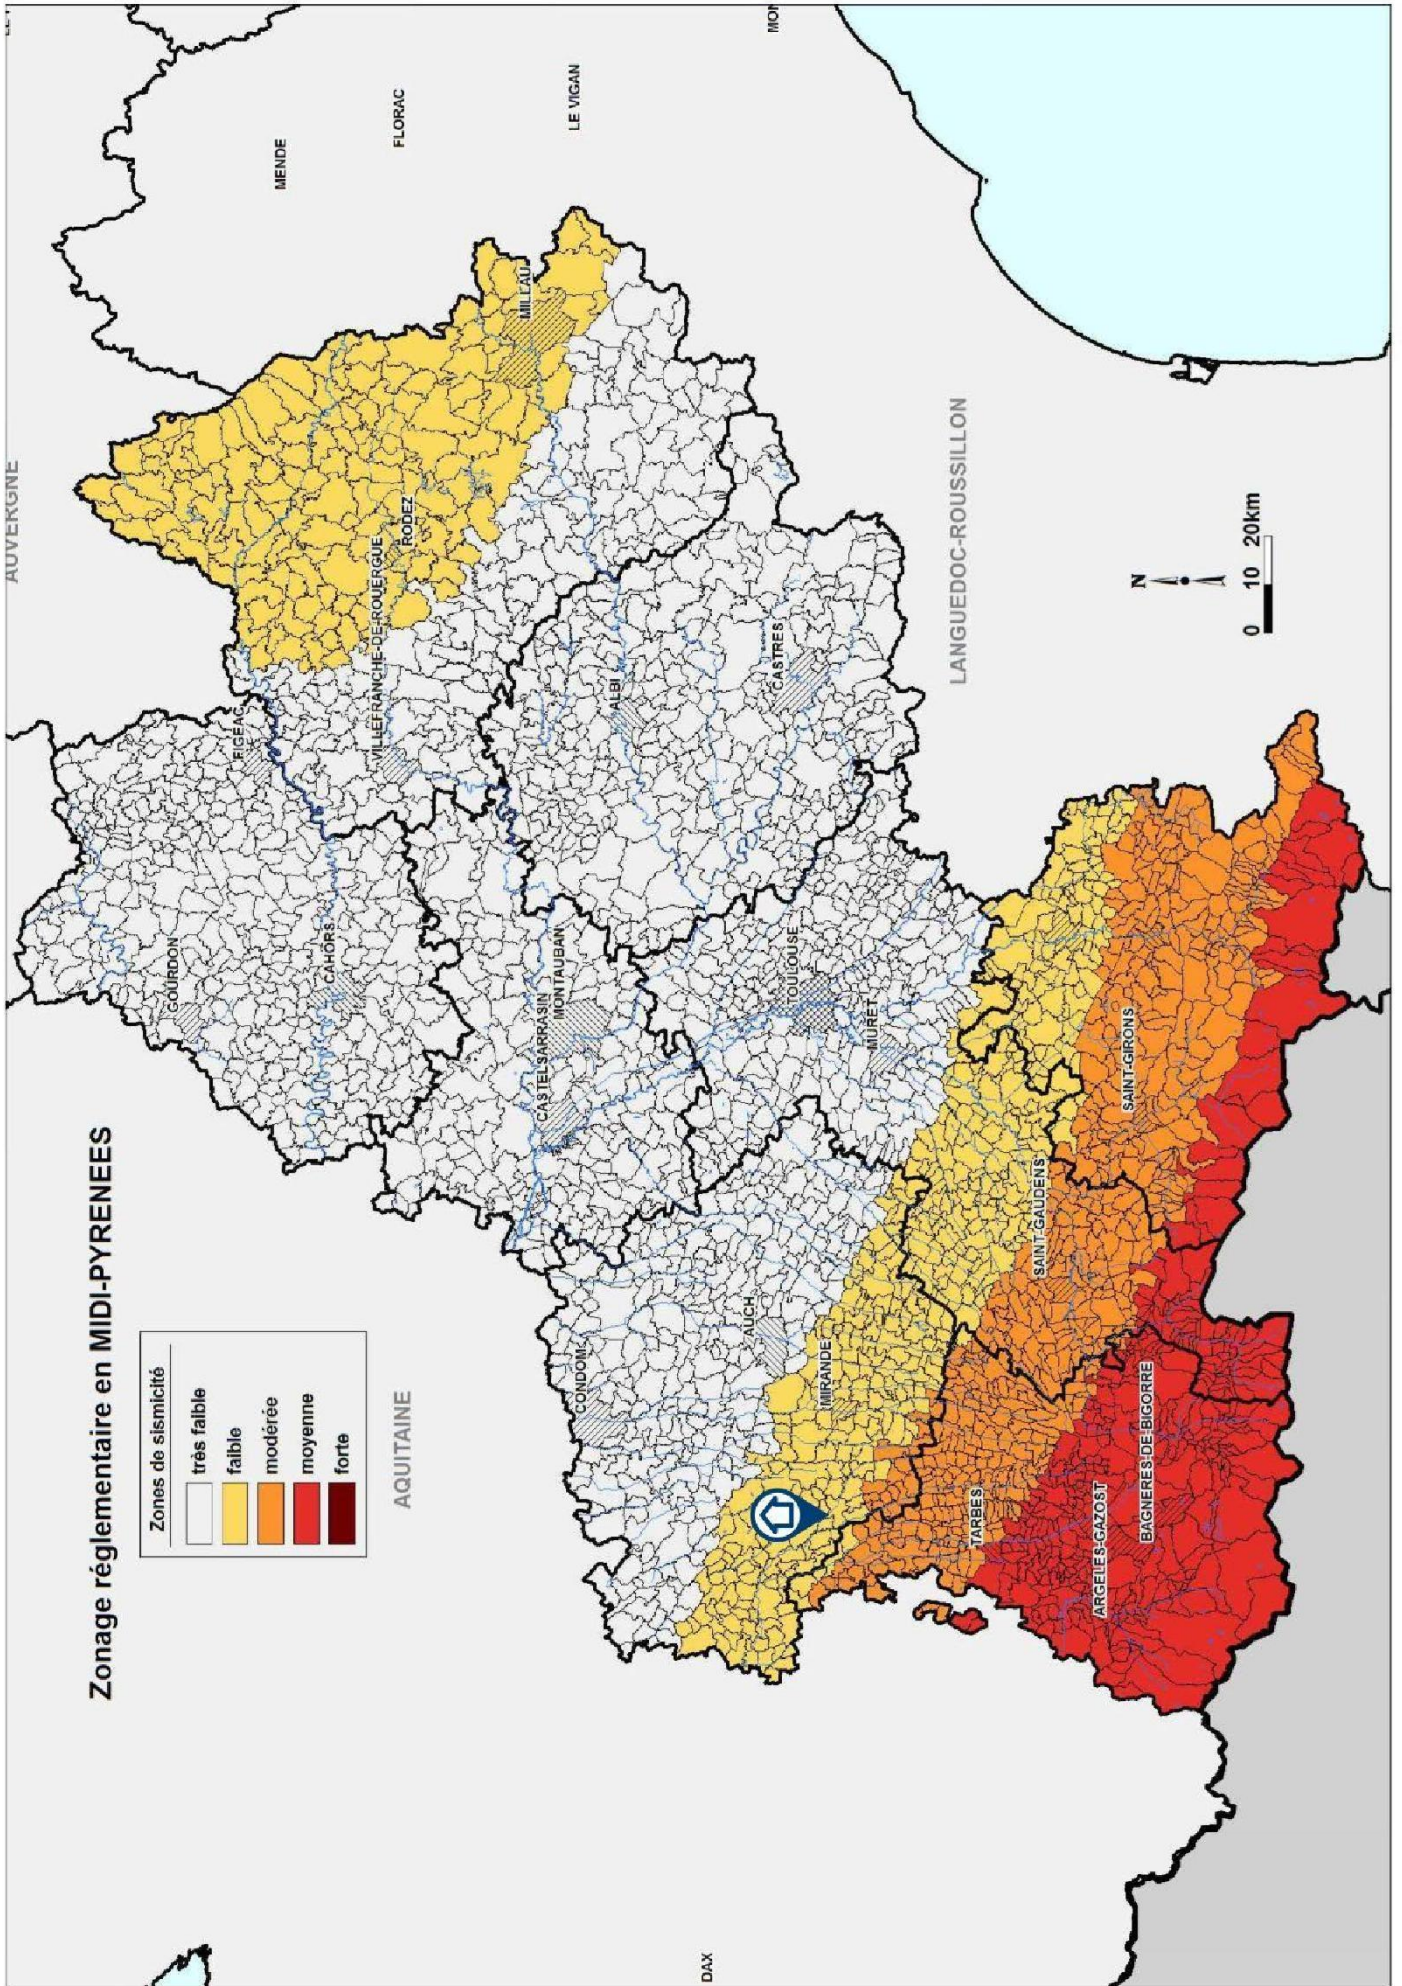 Zonage réglementaire en MIDI-PYRENEES
Zones de sismicité
très faible
faible
modérée
moyenne
forte
AUVERGNE
AQUITAINE
LANGUEDOC-ROUSSILLON
MENDE
FLORAC
LE VIGAN
MON
GOURDON
FIGEAC
CAHORS
VILLEFRANCHE-DE-ROUERGUE
RODEZ
MILLAU
CASTELSARRASIN
MONTAUBAN
ALBI
CONDOM
AUCH
TOULOUSE
CASTRES
MIRANDE
MURET
DAX
TARBES
SAINT-GAUDENS
SAINT-GIRONS
ARGELES-GAZOST
BAGNERES-DE-BIGORRE
N
0 10 20km